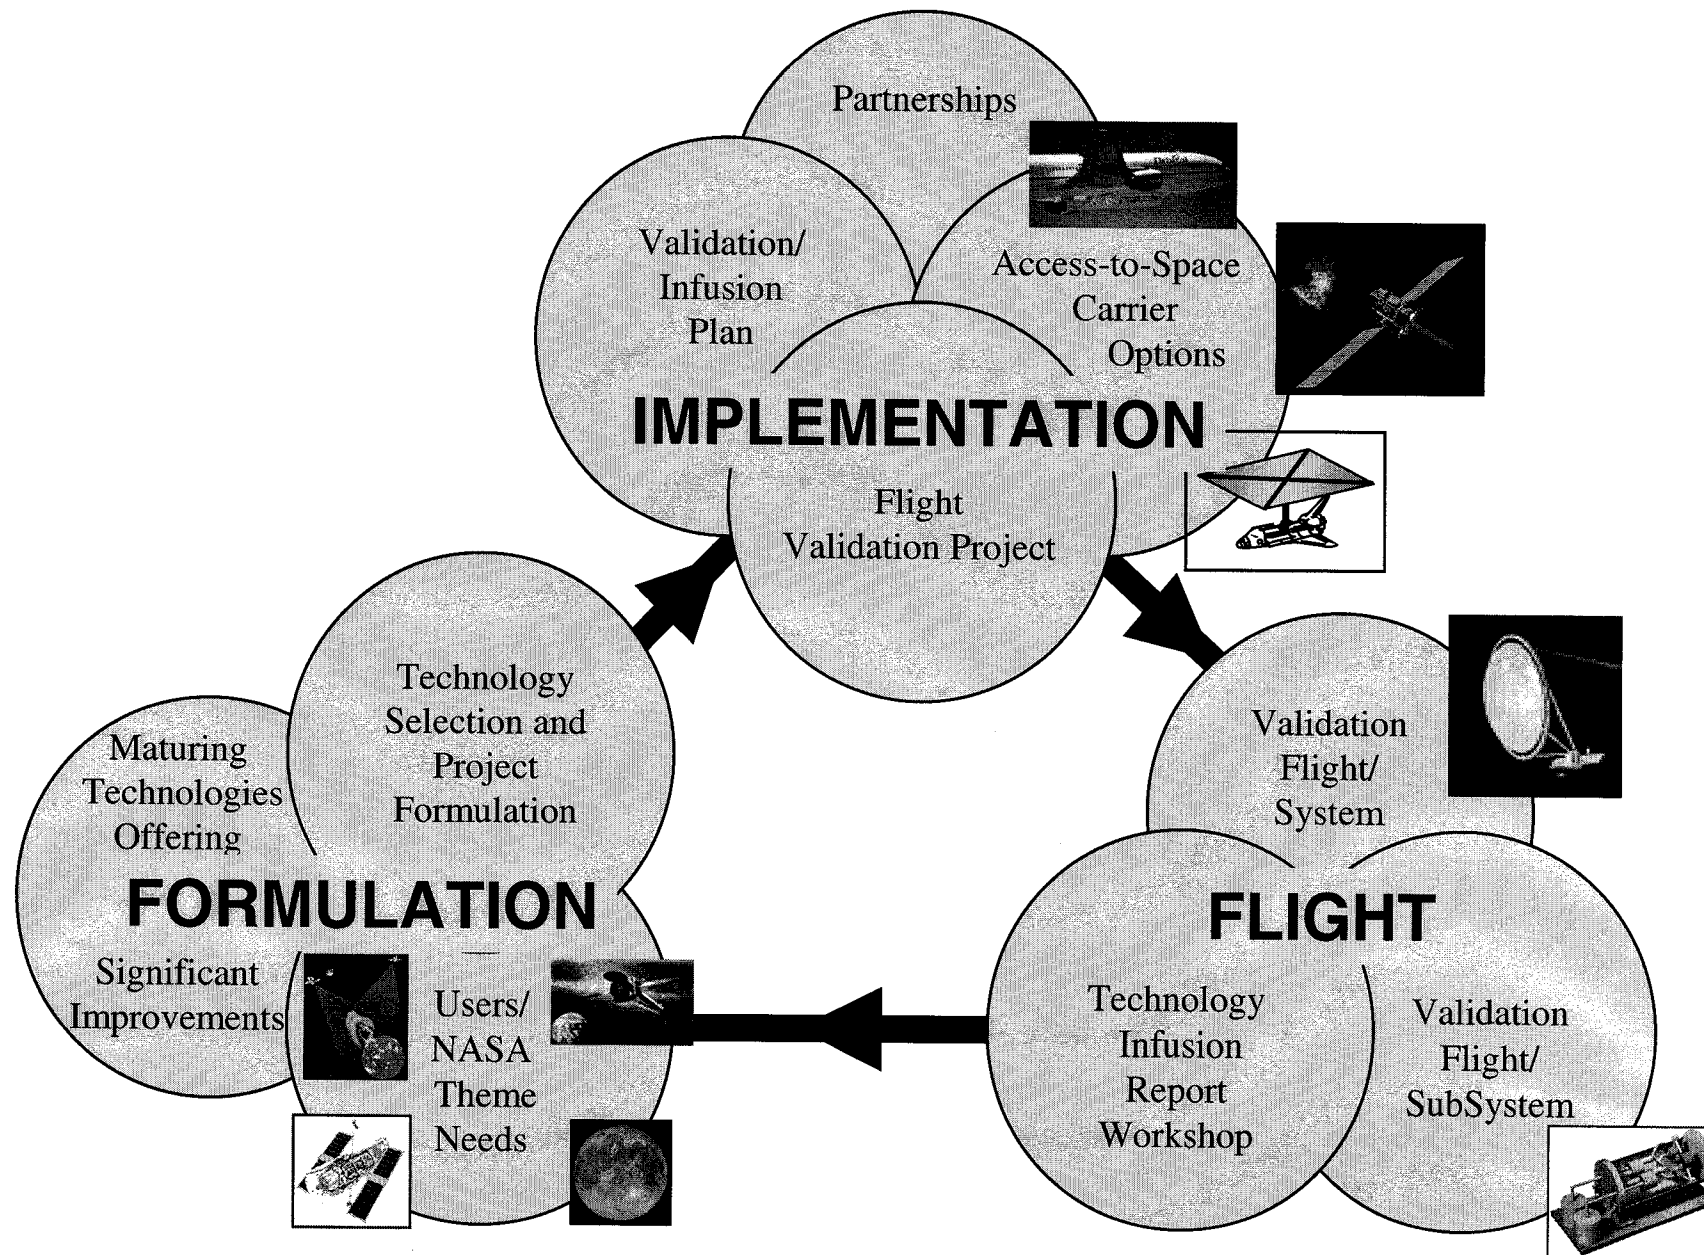 Partnerships
Validation/
Infusion
Plan
Access-to-Space
Carrier
Options
IMPLEMENTATION
Flight
Validation Project
Technology
Selection and
Project
Formulation
Maturing
Technologies
Offering
FORMULATION
Significant
Improvements
Users/
NASA
Theme
Needs
Validation
Flight/
System
FLIGHT
Technology
Infusion
Report
Workshop
Validation
Flight/
SubSystem